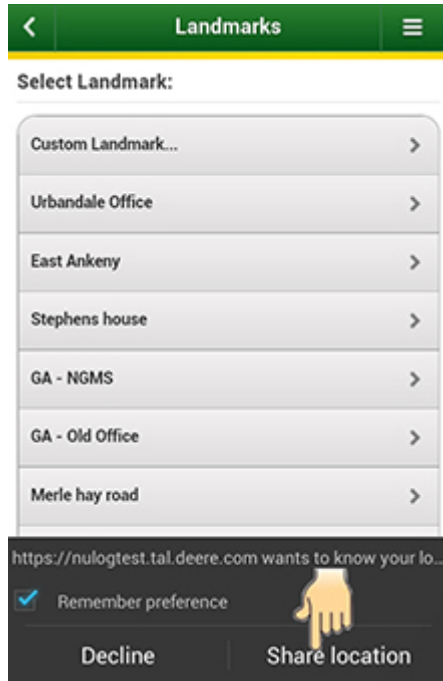 Landmarks
Select Landmark:
Custom Landmark...
Urbandale Office
East Ankeny
Stephens house
GA - NGMS
GA - Old Office
Merle hay road
https://nulogtest.tal.deere.com wants to know your lo..
Remember preference
Decline
Share location